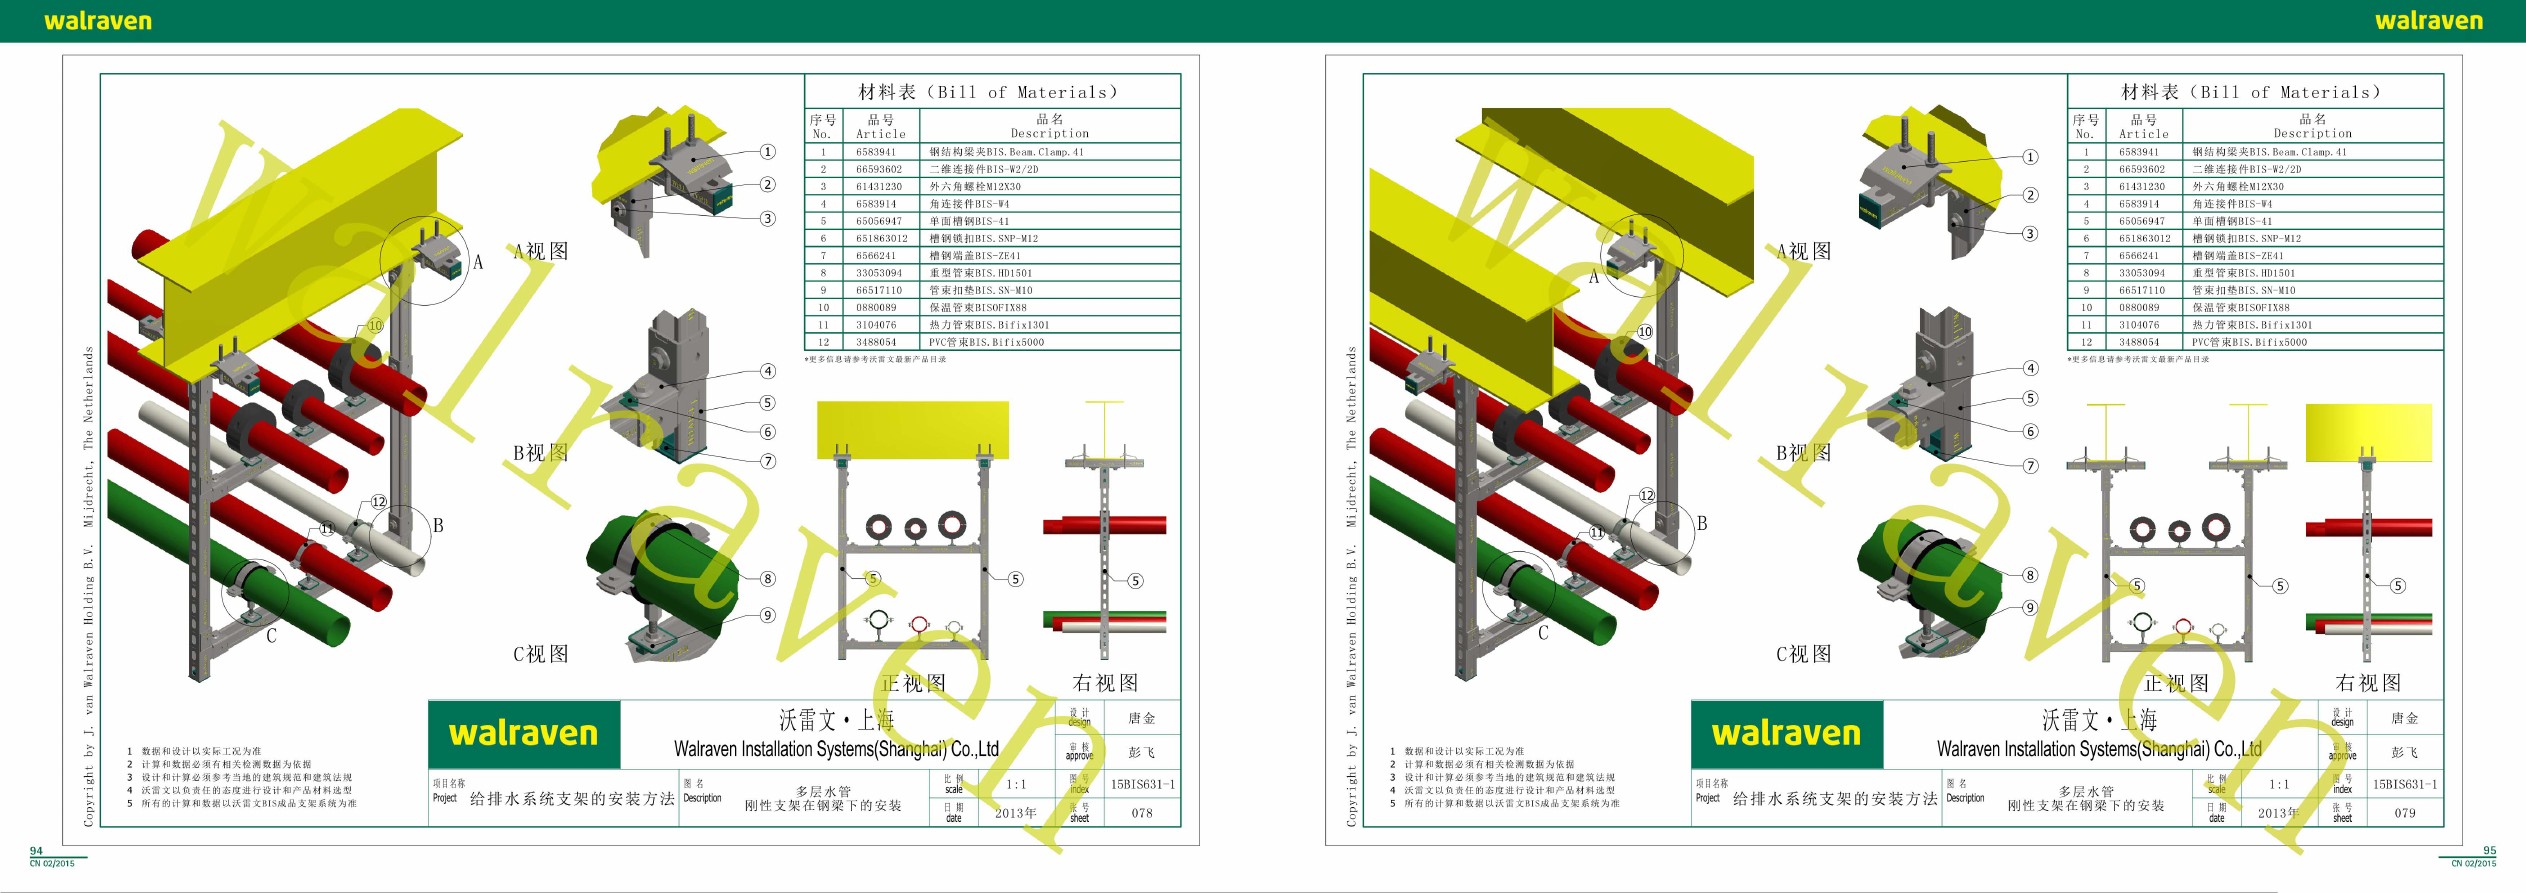 walraven
walraven
材料表（Bill of Materials）
序号 品号 品名
No. Article Description
1 6583941 钢结构梁夹BIS.Beam.Clamp.41
2 66593602 二维连接件BIS-W2/2D
3 61431230 外六角螺栓M12X30
4 6583914 角连接件BIS-W4
5 65056947 单面槽钢BIS-41
6 651863012 槽钢锁扣BIS.SNP-M12
7 6566241 槽钢端盖BIS-ZE41
8 33053094 重型管束BIS.HD1501
9 66517110 管束扣垫BIS.SN-M10
10 0880089 保温管束BISOFIX88
11 3104076 热力管束BIS.Bifix1301
12 3488054 PVC管束BIS.Bifix5000
*更多信息请参考沃雷文最新产品目录
A
B
C
10
12
11
A视图
1
2
3
B视图
4
5
6
7
C视图
8
9
5
5
5
正视图
右视图
walraven
Copyright by J. van Walraven Holding B.V. Mijdrecht, The Netherlands
1 数据和设计以实际工况为准
2 计算和数据必须有相关检测数据为依据
3 设计和计算必须参考当地的建筑规范和建筑法规
4 沃雷文以负责任的态度进行设计和产品材料选型
5 所有的计算和数据以沃雷文BIS成品支架系统为准
walraven
沃雷文·上海
Walraven Installation Systems(Shanghai) Co.,Ltd
设计 design 唐金
审核 approve 彭飞
项目名称 Project 给排水系统支架的安装方法
图名 Description 多层水管
刚性支架在钢梁下的安装
比例 scale 1:1
图号 index 15BIS631-1
日期 date 2013年
张号 sheet 078
94
CN 02/2015
材料表（Bill of Materials）
序号 品号 品名
No. Article Description
1 6583941 钢结构梁夹BIS.Beam.Clamp.41
2 66593602 二维连接件BIS-W2/2D
3 61431230 外六角螺栓M12X30
4 6583914 角连接件BIS-W4
5 65056947 单面槽钢BIS-41
6 651863012 槽钢锁扣BIS.SNP-M12
7 6566241 槽钢端盖BIS-ZE41
8 33053094 重型管束BIS.HD1501
9 66517110 管束扣垫BIS.SN-M10
10 0880089 保温管束BISOFIX88
11 3104076 热力管束BIS.Bifix1301
12 3488054 PVC管束BIS.Bifix5000
*更多信息请参考沃雷文最新产品目录
A
B
C
10
12
11
A视图
1
2
3
B视图
4
5
6
7
C视图
8
9
5
5
5
正视图
右视图
walraven
Copyright by J. van Walraven Holding B.V. Mijdrecht, The Netherlands
1 数据和设计以实际工况为准
2 计算和数据必须有相关检测数据为依据
3 设计和计算必须参考当地的建筑规范和建筑法规
4 沃雷文以负责任的态度进行设计和产品材料选型
5 所有的计算和数据以沃雷文BIS成品支架系统为准
walraven
沃雷文·上海
Walraven Installation Systems(Shanghai) Co.,Ltd
设计 design 唐金
审核 approve 彭飞
项目名称 Project 给排水系统支架的安装方法
图名 Description 多层水管
刚性支架在钢梁下的安装
比例 scale 1:1
图号 index 15BIS631-1
日期 date 2013年
张号 sheet 079
95
CN 02/2015